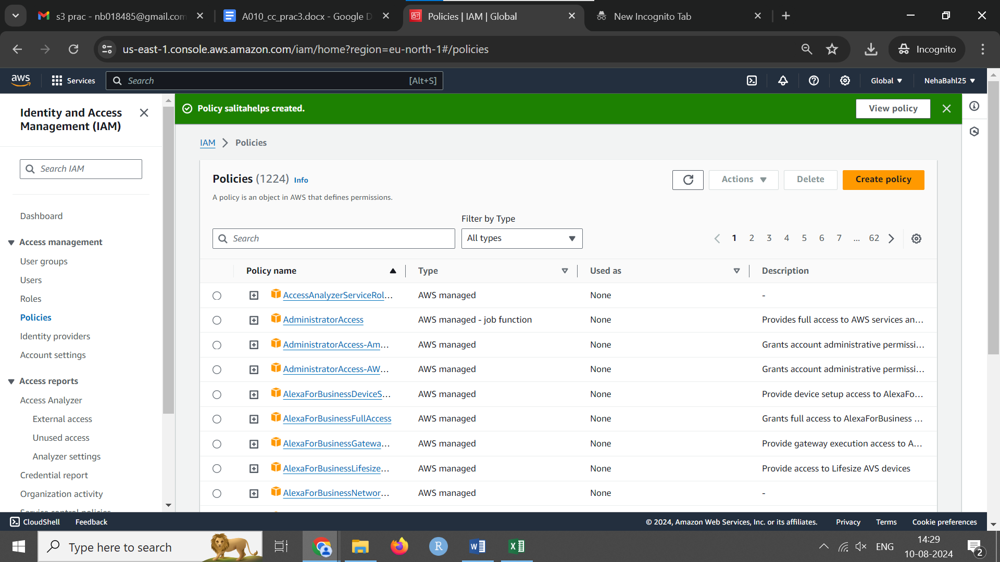 s3 prac - nb018485@gmail.com
A010_cc_prac3.docx - Google D
Policies | IAM | Global
New Incognito Tab
us-east-1.console.aws.amazon.com/iam/home?region=eu-north-1#/policies
Incognito
aws
Services
Search
[Alt+S]
Global
NehaBahl25
Identity and Access
Management (IAM)
Search IAM
Dashboard
Access management
User groups
Users
Roles
Policies
Identity providers
Account settings
Access reports
Access Analyzer
External access
Unused access
Analyzer settings
Credential report
Organization activity
Service control policies
Policy salitahelps created.
View policy
IAM
Policies
Policies (1224) Info
Actions
Delete
Create policy
A policy is an object in AWS that defines permissions.
Filter by Type
Search
All types
1 2 3 4 5 6 7 ... 62
Policy name Type Used as Description
AccessAnalyzerServiceRol... AWS managed None -
AdministratorAccess AWS managed - job function None Provides full access to AWS services an...
AdministratorAccess-Am... AWS managed None Grants account administrative permissi...
AdministratorAccess-AW... AWS managed None Grants account administrative permissi...
AlexaForBusinessDeviceS... AWS managed None Provide device setup access to AlexaFo...
AlexaForBusinessFullAccess AWS managed None Grants full access to AlexaForBusiness ...
AlexaForBusinessGatewa... AWS managed None Provide gateway execution access to A...
AlexaForBusinessLifesize... AWS managed None Provide access to Lifesize AVS devices
AlexaForBusinessNetwor... AWS managed None -
CloudShell
Feedback
© 2024, Amazon Web Services, Inc. or its affiliates.
Privacy
Terms
Cookie preferences
Type here to search
R
W
X
ENG
14:29
10-08-2024
2